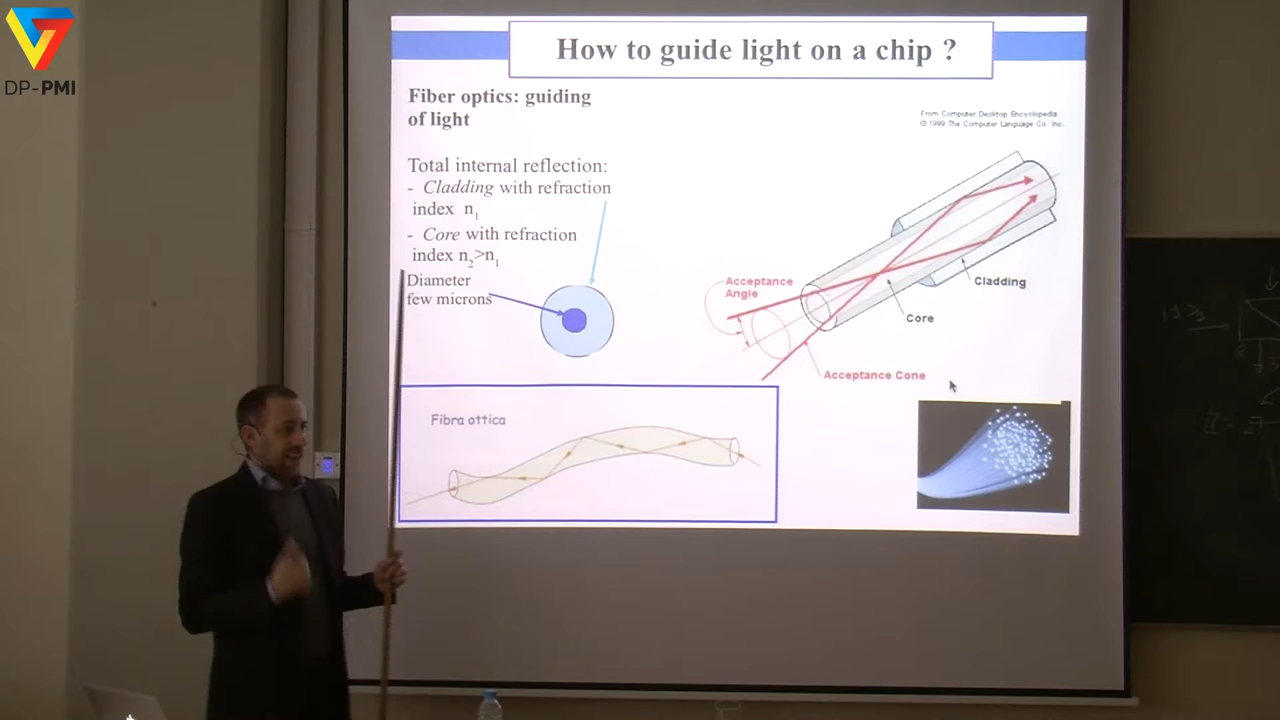 DP-PMI
How to guide light on a chip ?
Fiber optics: guiding
of light
From Computer Desktop Encyclopedia
@ 1999 The Computer Language Co. Inc.
Total internal reflection:
- Cladding with refraction
index n1
- Core with refraction
index n2>n1
Diameter
few microns
Acceptance
Angle
Cladding
Core
Acceptance Cone
Fibra ottica